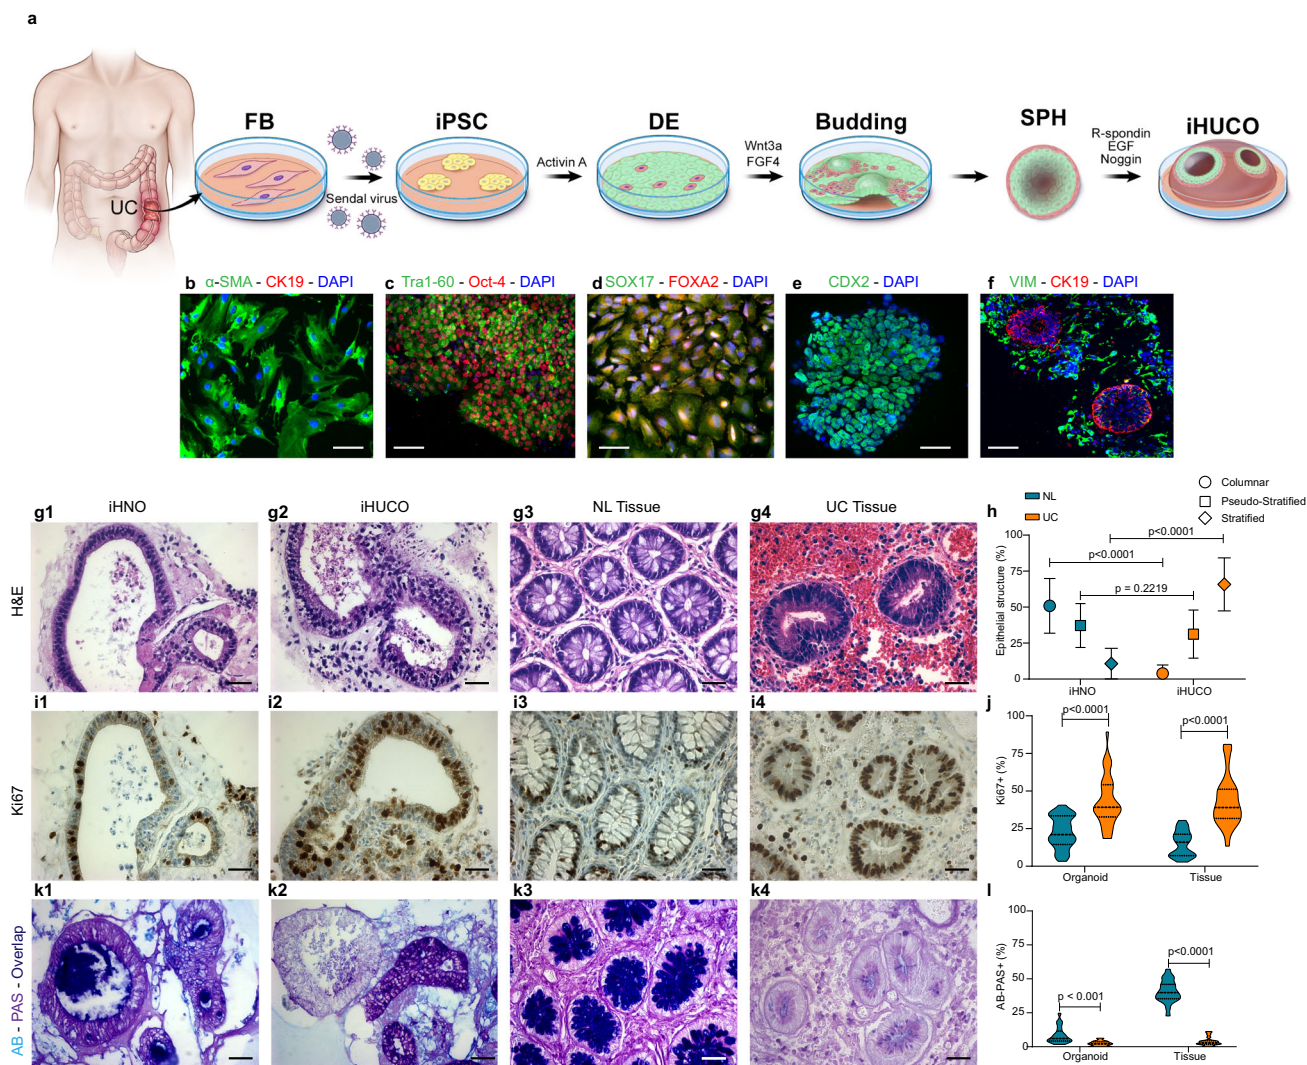 a
FB
iPSC
DE
Budding
SPH
iHUCO
UC
Sendal virus
Activin A
Wnt3a
FGF4
R-spondin
EGF
Noggin
b α-SMA - CK19 - DAPI
c Tra1-60 - Oct-4 - DAPI
d SOX17 - FOXA2 - DAPI
e CDX2 - DAPI
f VIM - CK19 - DAPI
iHNO
iHUCO
NL Tissue
UC Tissue
g1
g2
g3
g4
H&E
h
NL
UC
Columnar
Pseudo-Stratified
Stratified
p<0.0001
p<0.0001
p = 0.2219
Epithelial structure (%)
100
75
50
25
0
iHNO
iHUCO
i1
i2
i3
i4
Ki67
j
p<0.0001
p<0.0001
Ki67+ (%)
100
75
50
25
0
Organoid
Tissue
k1
k2
k3
k4
AB - PAS - Overlap
l
p < 0.001
p<0.0001
AB-PAS+ (%)
100
75
50
25
0
Organoid
Tissue